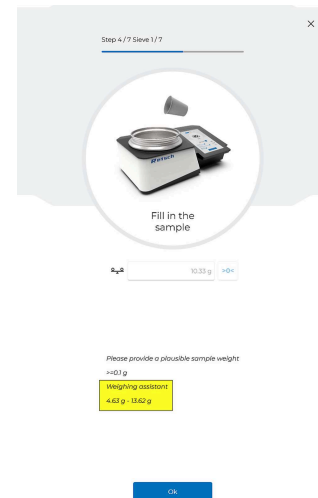 Step 4 / 7 Sieve 1 / 7
Retsch
Fill in the
sample
10.33 g >0<
Please provide a plausible sample weight
>=0.1 g
Weighing assistant
4.63 g - 13.62 g
Ok